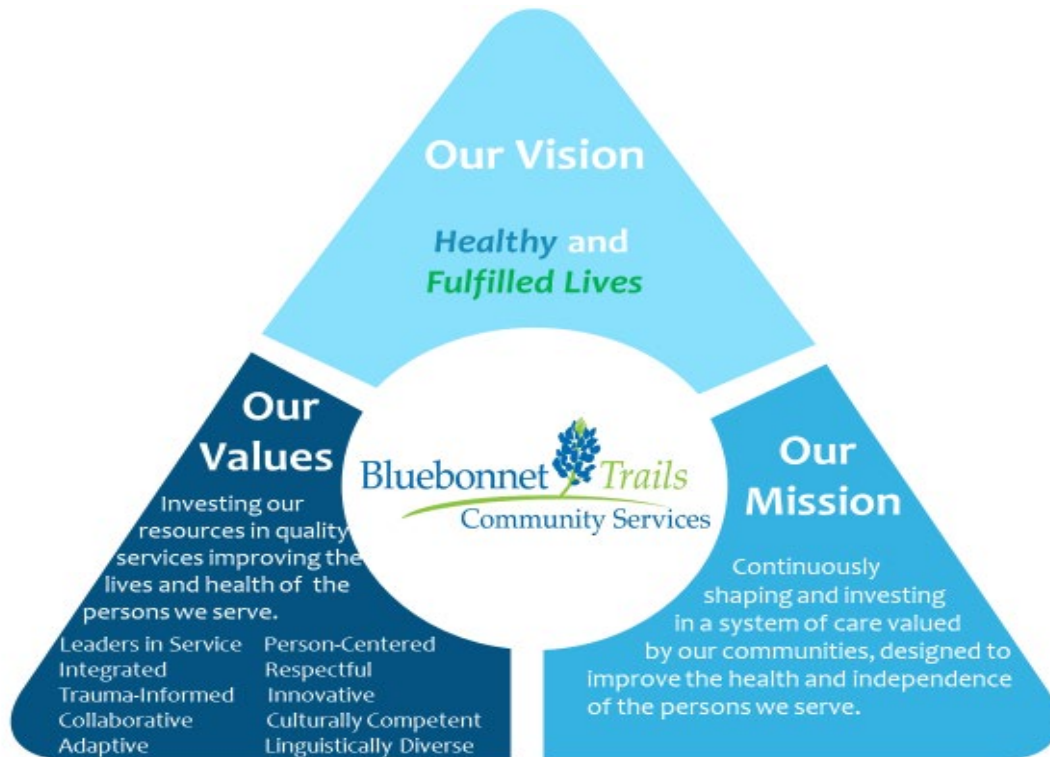 Our Vision
Healthy and
Fulfilled Lives
Our
Values
Investing our
resources in quality
services improving the
lives and health of the
persons we serve.
Leaders in Service Person-Centered
Integrated Respectful
Trauma-Informed Innovative
Collaborative Culturally Competent
Adaptive Linguistically Diverse
Bluebonnet Trails
Community Services
Our
Mission
Continuously
shaping and investing
in a system of care valued
by our communities, designed to
improve the health and independence
of the persons we serve.